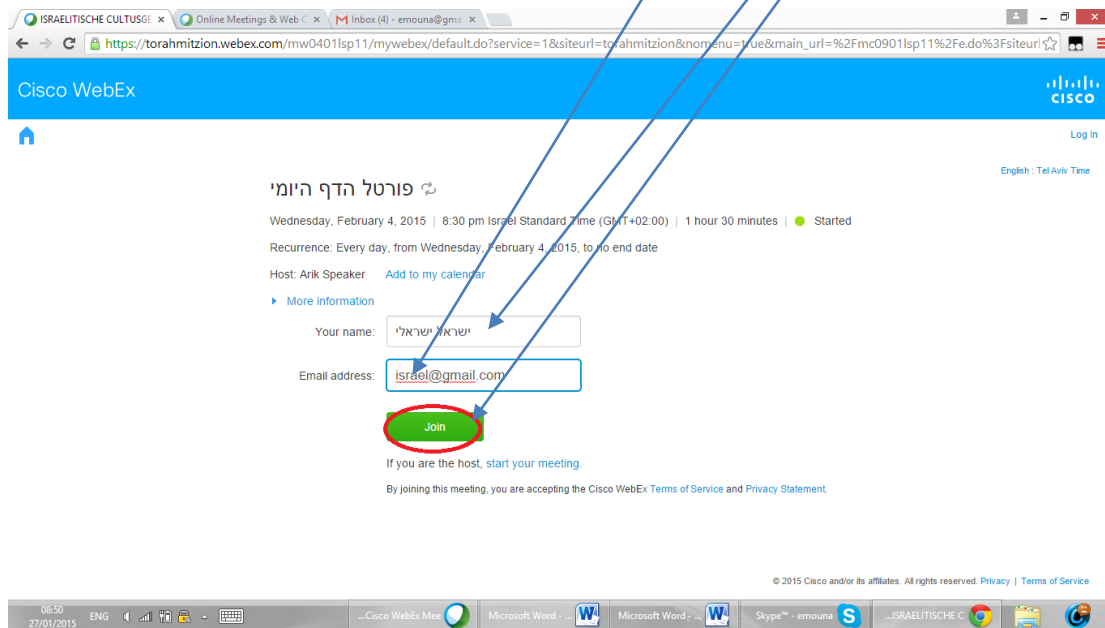 ISRAELITISCHE CULTUSGE
Online Meetings & Web C
Inbox (4) - emouna@gma
https://torahmitzion.webex.com/mw0401lsp11/mywebex/default.do?service=1&siteurl=torahmitzion&nomenu=true&main_url=%2Fmc0901lsp11%2Fe.do%3Fsiteurl
Cisco WebEx
CISCO
Log In
English : Tel Aviv Time
פורטל הדף היומי
Wednesday, February 4, 2015 | 8:30 pm Israel Standard Time (GMT+02:00) | 1 hour 30 minutes | Started
Recurrence: Every day, from Wednesday, February 4, 2015, to no end date
Host: Arik Speaker Add to my calendar
More information
Your name: ישראל ישראלי
Email address: israel@gmail.com
Join
If you are the host, start your meeting.
By joining this meeting, you are accepting the Cisco WebEx Terms of Service and Privacy Statement.
© 2015 Cisco and/or its affiliates. All rights reserved. Privacy | Terms of Service
08:50
27/01/2015
ENG
...Cisco WebEx Mee
Microsoft Word - ...
Microsoft Word - ...
Skype™ - emouna
...ISRAELITISCHE C